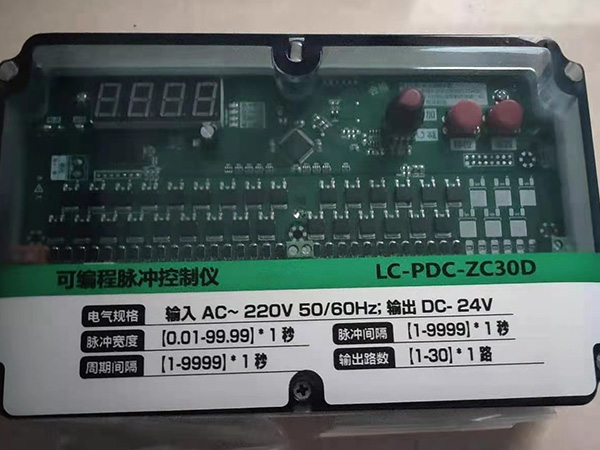 可编程脉冲控制仪 LC-PDC-ZC30D
电气规格 输入 AC~ 220V 50/60Hz; 输出 DC- 24V
脉冲宽度 [0.01-99.99]*1秒 脉冲间隔 [1-9999]*1秒
周期间隔 [1-9999]*1秒 输出路数 [1-30]*1路